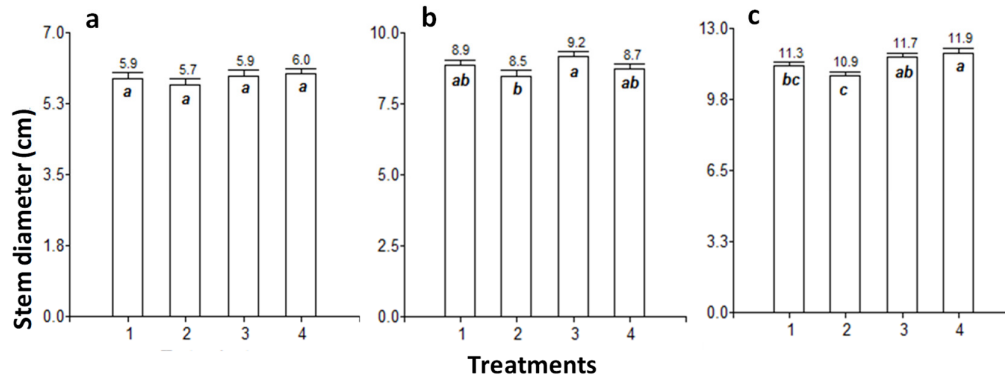 Stem diameter (cm)
a
7.0
5.3
3.5
1.8
0.0
5.9
5.7
5.9
6.0
a
a
a
a
1
2
3
4
b
10.0
7.5
5.0
2.5
0.0
8.9
8.5
9.2
8.7
ab
b
a
ab
1
2
3
4
c
13.0
9.8
6.5
3.3
0.0
11.3
10.9
11.7
11.9
bc
c
ab
a
1
2
3
4
Treatments